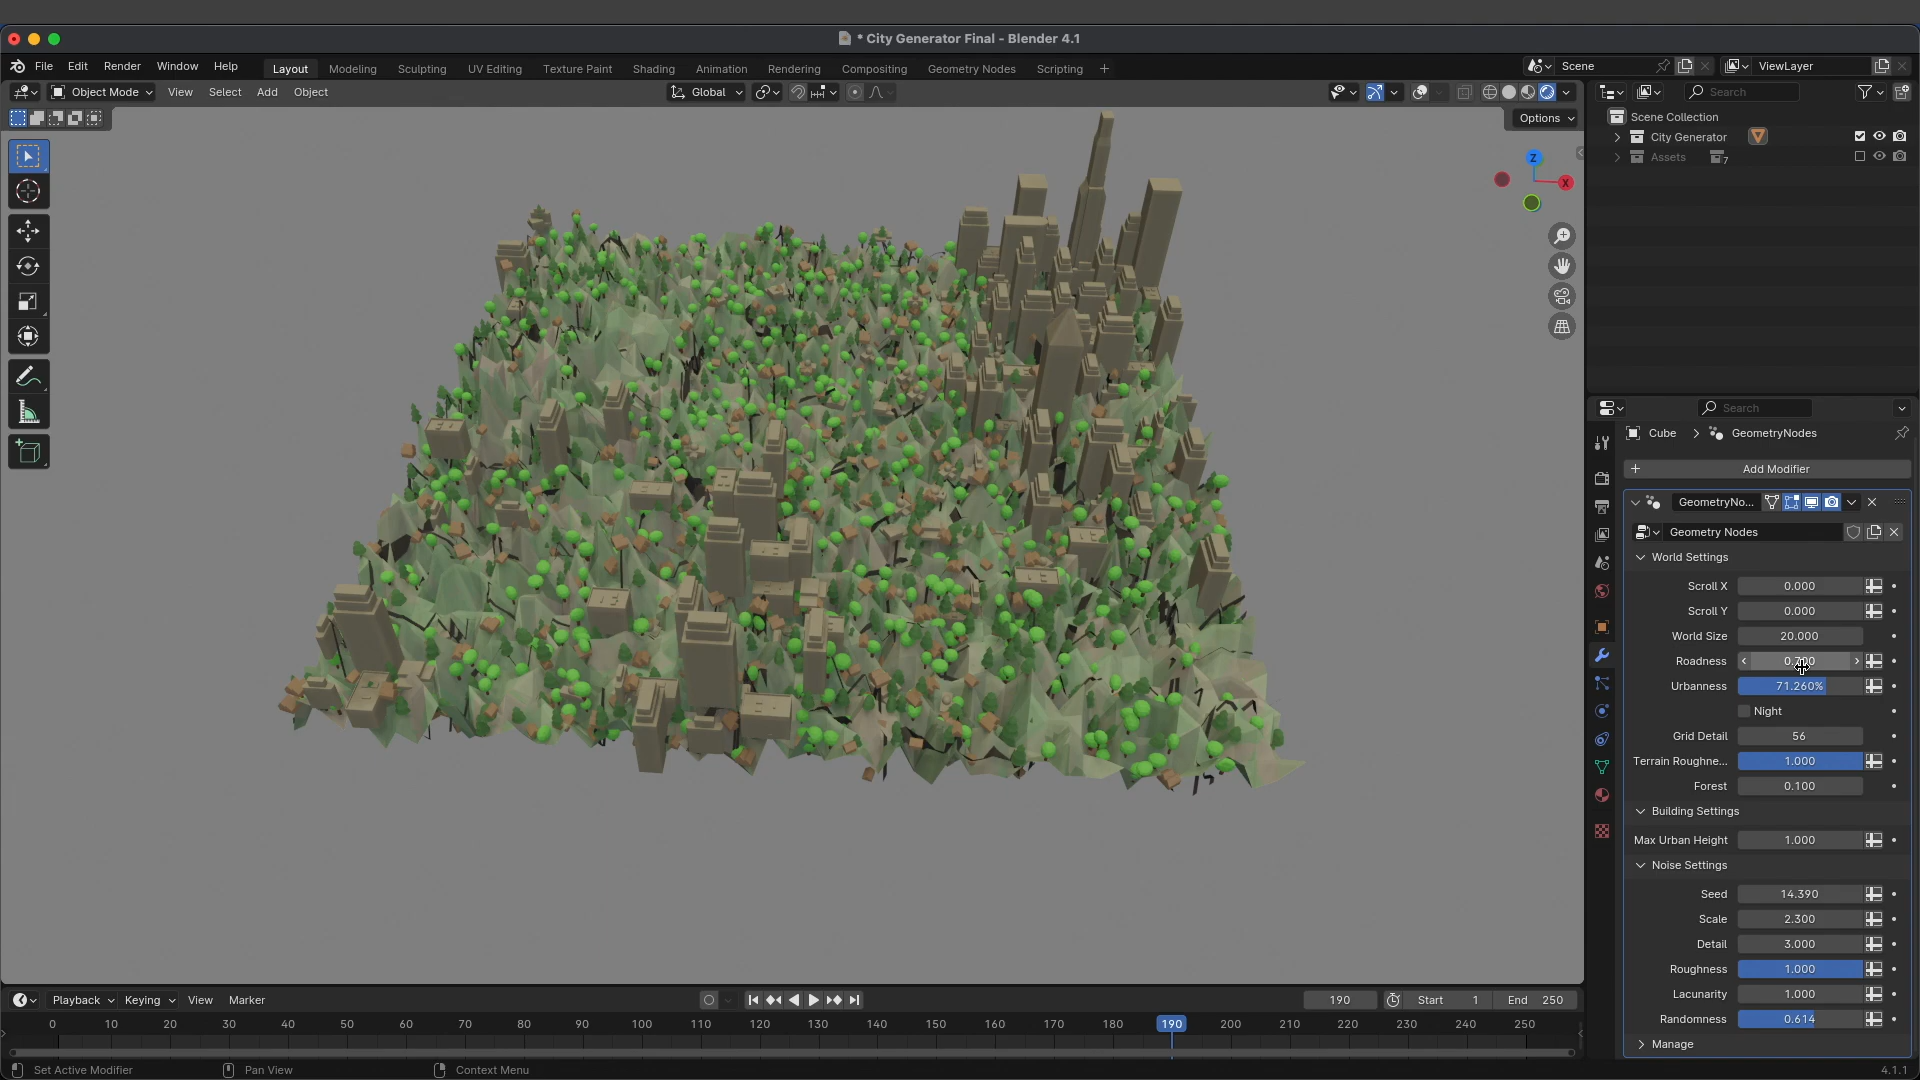 * City Generator Final - Blender 4.1
File Edit Render Window Help
Layout Modeling Sculpting UV Editing Texture Paint Shading Animation Rendering Compositing Geometry Nodes Scripting +
Scene ViewLayer
Object Mode View Select Add Object Global
Search
Options
Scene Collection
City Generator
Assets 7
Z
X
Search
Cube > GeometryNodes
+ Add Modifier
GeometryNo...
Geometry Nodes
World Settings
Scroll X 0.000
Scroll Y 0.000
World Size 20.000
Roadness
Urbanness 71.260%
Night
Grid Detail 56
Terrain Roughne... 1.000
Forest 0.100
Building Settings
Max Urban Height 1.000
Noise Settings
Seed 14.390
Scale 2.300
Detail 3.000
Roughness 1.000
Lacunarity 1.000
Randomness 0.614
Manage
Playback Keying View Marker 190 Start 1 End 250
0 10 20 30 40 50 60 70 80 90 100 110 120 130 140 150 160 170 180 190 200 210 220 230 240 250
Set Active Modifier Pan View Context Menu 4.1.1